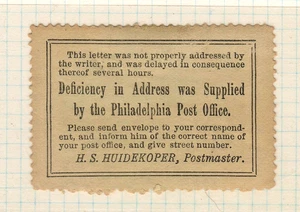 This letter was not properly addressed by
the writer, and was delayed in consequence
thereof several hours.
Deficiency in Address was Supplied
by the Philadelphia Post Office.
Please send envelope to your correspond-
ent, and inform him of the correct name of
your post office, and give street number.
H. S. HUIDEKOPER, Postmaster.